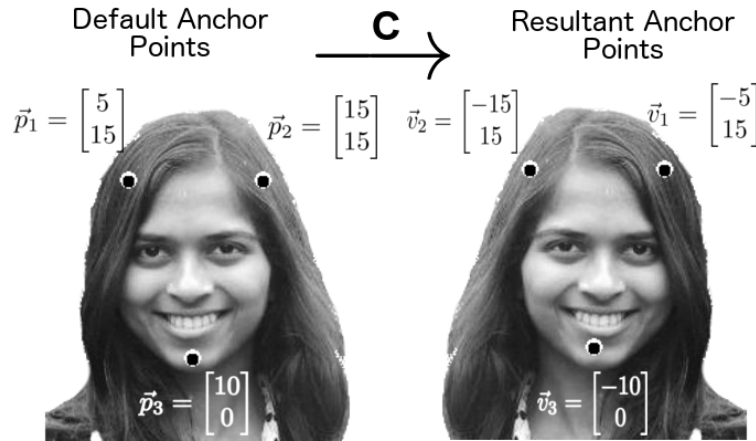 Default Anchor
Points
C
Resultant Anchor
Points
p⃗₁ = [5 15]
p⃗₂ = [15 15]
v⃗₂ = [−15 15]
v⃗₁ = [−5 15]
p⃗₃ = [10 0]
v⃗₃ = [−10 0]